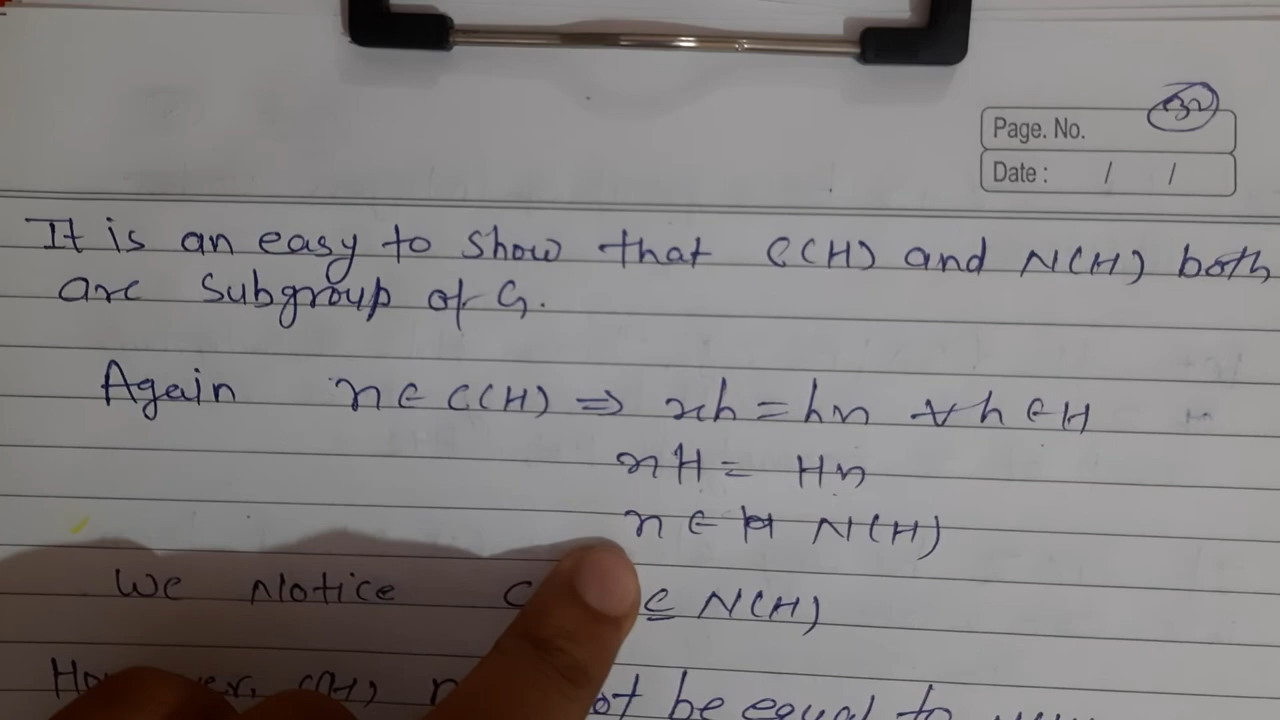 32
Page. No.
Date : / /
It is an easy to show that C(H) and N(H) both
are Subgroup of G.
Again x ∈ C(H) ⇒ xh = hx ∀ h ∈ H
xH = Hx
x ∈ N(H)
We Notice C ⊆ N(H)
C(H) be equal to